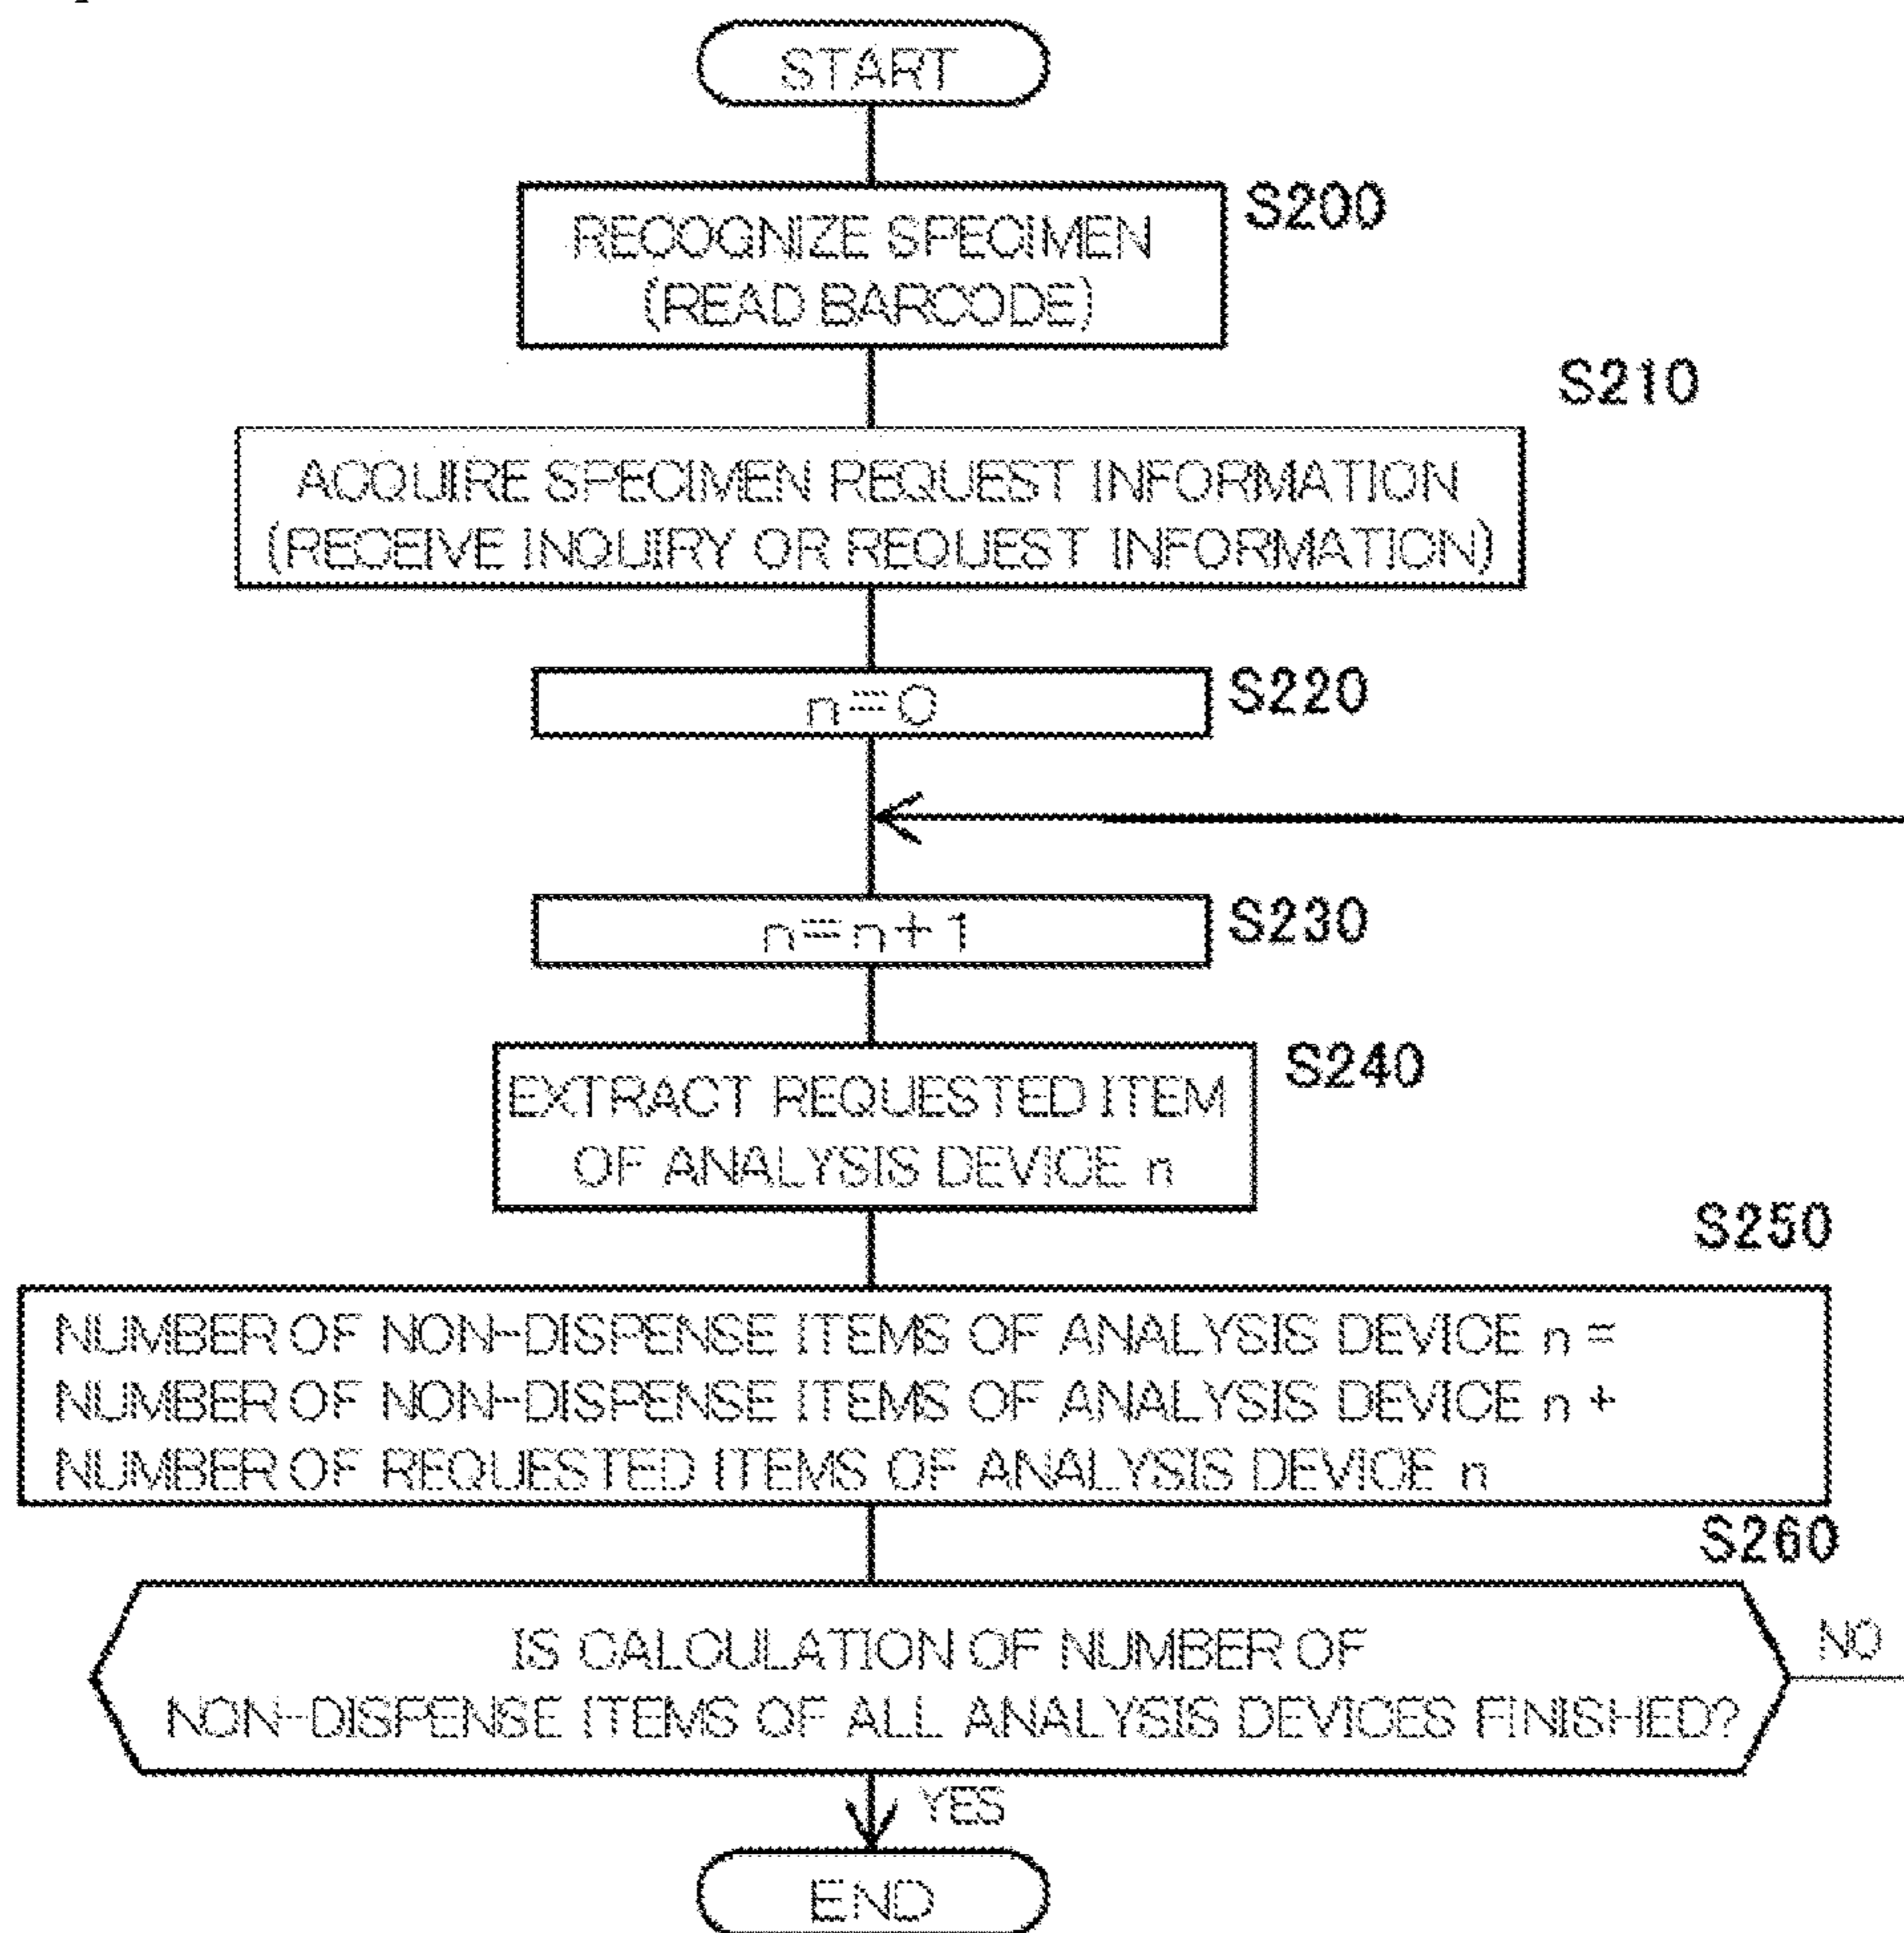 START
RECOGNIZE SPECIMEN
(READ BARCODE)
S200
S210
ACQUIRE SPECIMEN REQUEST INFORMATION
(RECEIVE INQUIRY OR REQUEST INFORMATION)
n=0
S220
n=n+1
S230
EXTRACT REQUESTED ITEM
OF ANALYSIS DEVICE n
S240
S250
NUMBER OF NON-DISPENSE ITEMS OF ANALYSIS DEVICE n =
NUMBER OF NON-DISPENSE ITEMS OF ANALYSIS DEVICE n +
NUMBER OF REQUESTED ITEMS OF ANALYSIS DEVICE n
S260
IS CALCULATION OF NUMBER OF
NON-DISPENSE ITEMS OF ALL ANALYSIS DEVICES FINISHED?
NO
YES
END